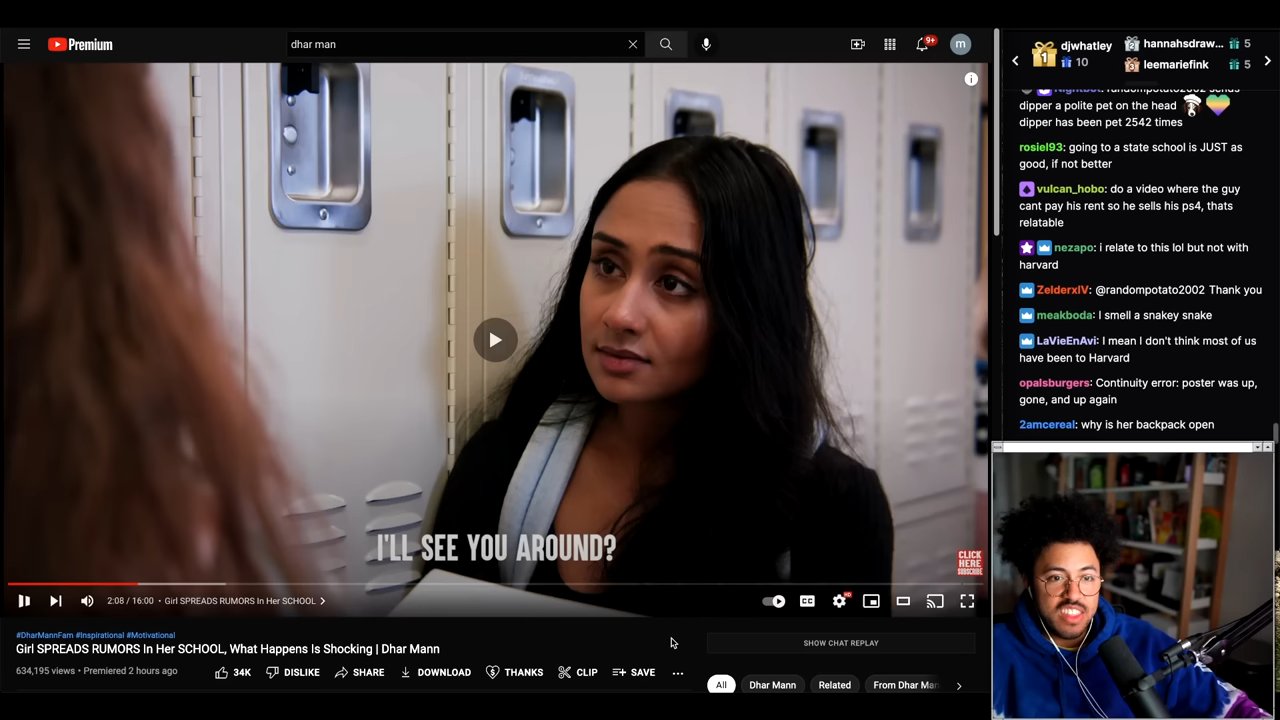 Premium
dhar man
9+
m
djwhatley
10
hannahsdraw... 5
leemariefink 5
dipper a polite pet on the head
dipper has been pet 2542 times
rosiel93: going to a state school is JUST as
good, if not better
vulcan_hobo: do a video where the guy
cant pay his rent so he sells his ps4, thats
relatable
nezapo: i relate to this lol but not with
harvard
ZelderxIV: @randompotato2002 Thank you
meakboda: I smell a snakey snake
LaVieEnAvi: I mean I don't think most of us
have been to Harvard
opalsburgers: Continuity error: poster was up,
gone, and up again
2amcereal: why is her backpack open
I'LL SEE YOU AROUND?
CLICK
HERE
SUBSCRIBE
2:08 / 16:00 • Girl SPREADS RUMORS In Her SCHOOL
CC
HD
#DharMannFam #Inspirational #Motivational
Girl SPREADS RUMORS In Her SCHOOL, What Happens Is Shocking | Dhar Mann
634,195 views • Premiered 2 hours ago
34K DISLIKE SHARE DOWNLOAD THANKS CLIP SAVE
SHOW CHAT REPLAY
All Dhar Mann Related From Dhar Man